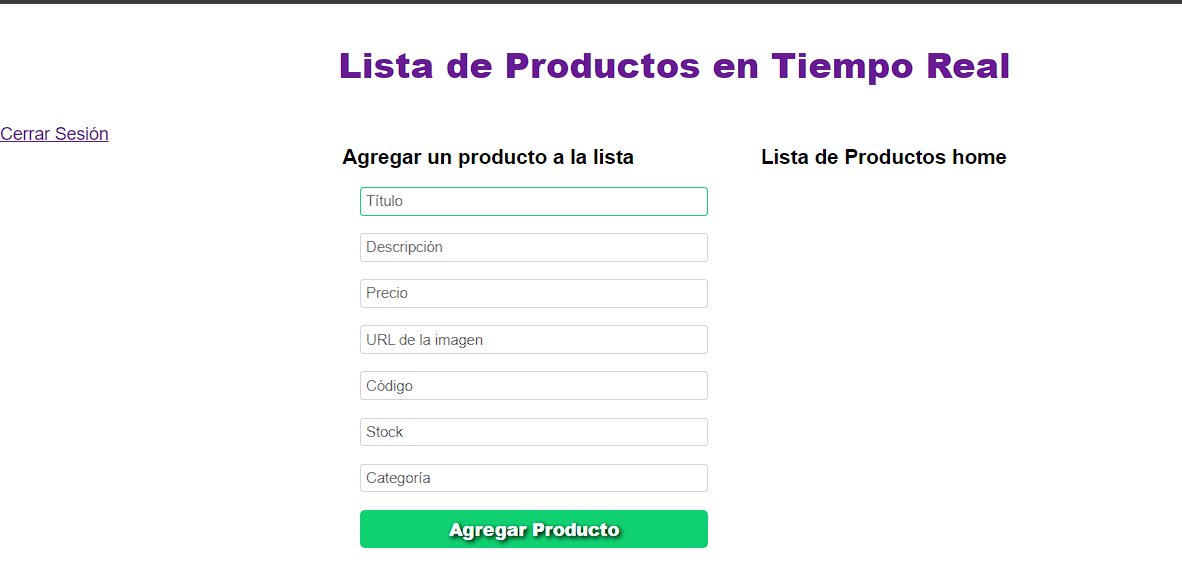 Lista de Productos en Tiempo Real
Cerrar Sesión
Agregar un producto a la lista
Título
Descripción
Precio
URL de la imagen
Código
Stock
Categoría
Agregar Producto
Lista de Productos home